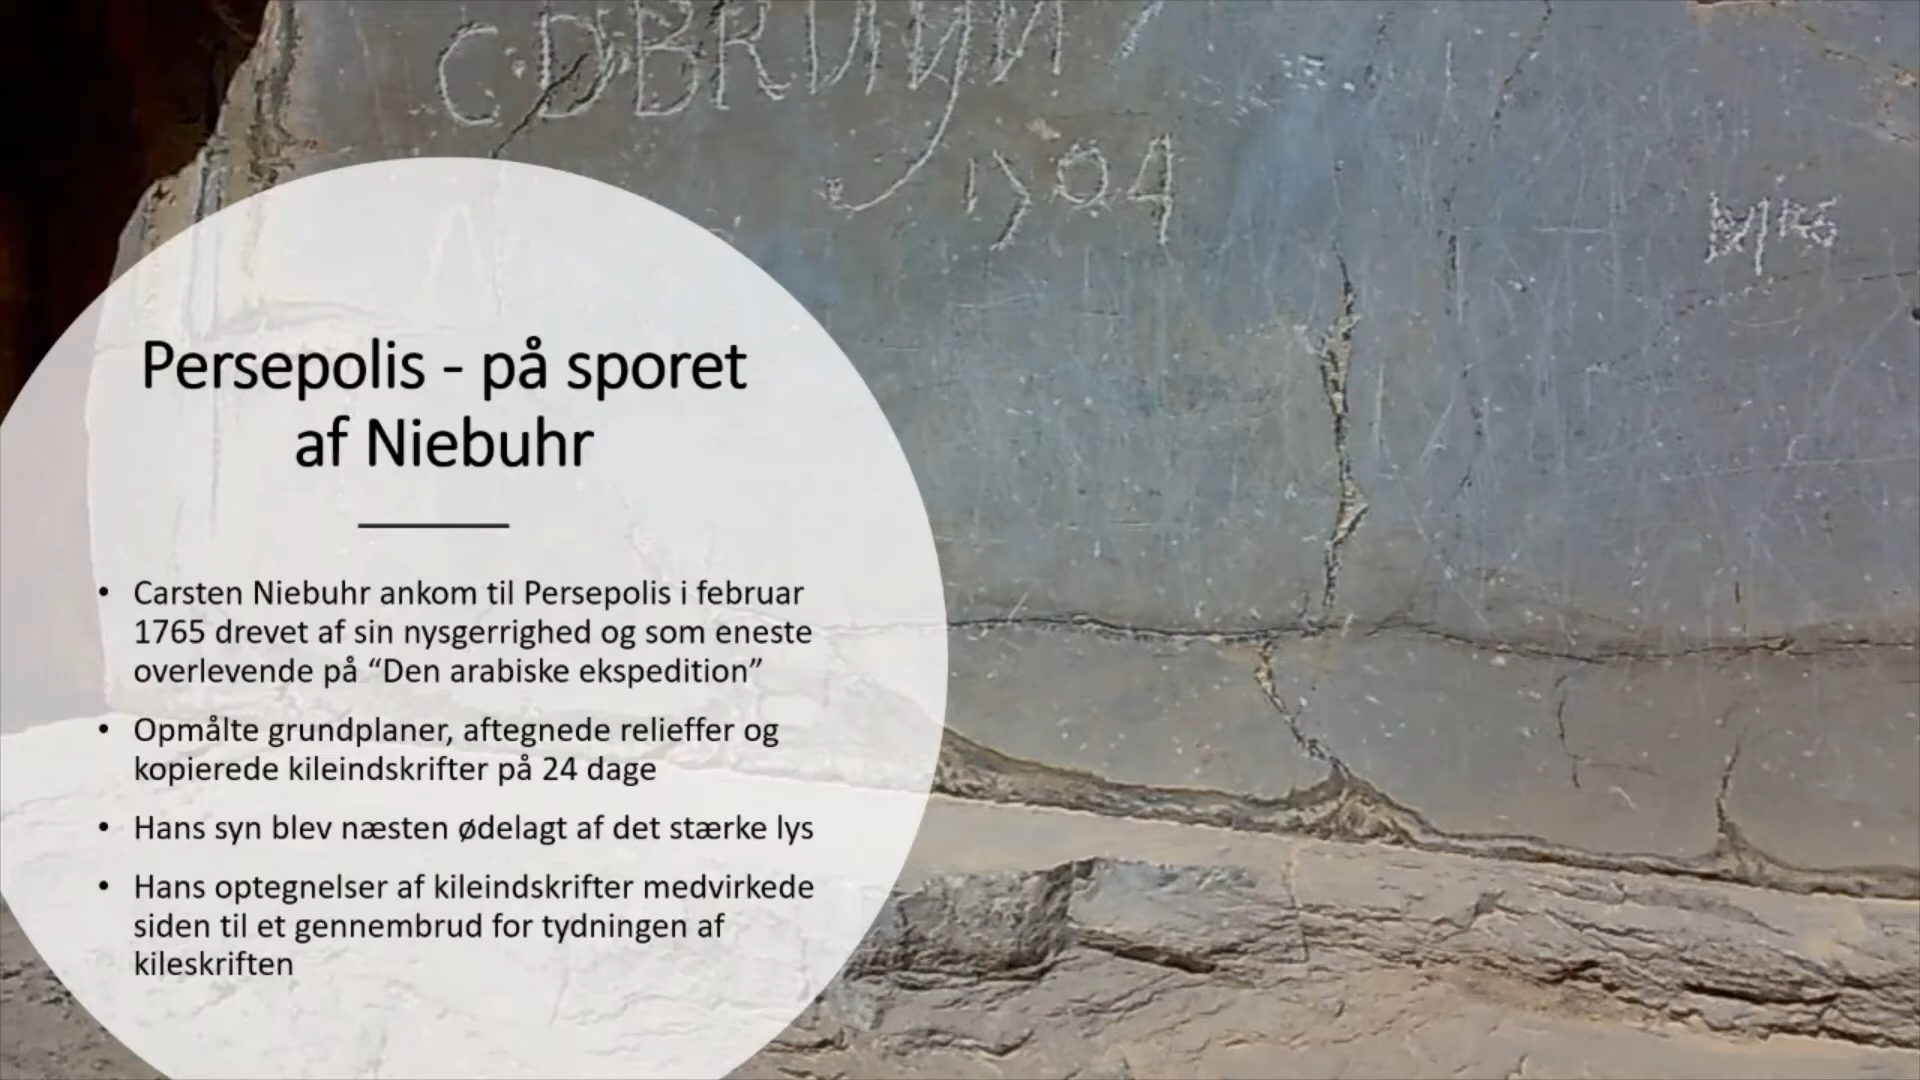 C DE BRUYN
1704
Persepolis - på sporet
af Niebuhr
• Carsten Niebuhr ankom til Persepolis i februar
1765 drevet af sin nysgerrighed og som eneste
overlevende på “Den arabiske ekspedition”
• Opmålte grundplaner, aftegnede relieffer og
kopierede kileindskrifter på 24 dage
• Hans syn blev næsten ødelagt af det stærke lys
• Hans optegnelser af kileindskrifter medvirkede
siden til et gennembrud for tydningen af
kileskriften